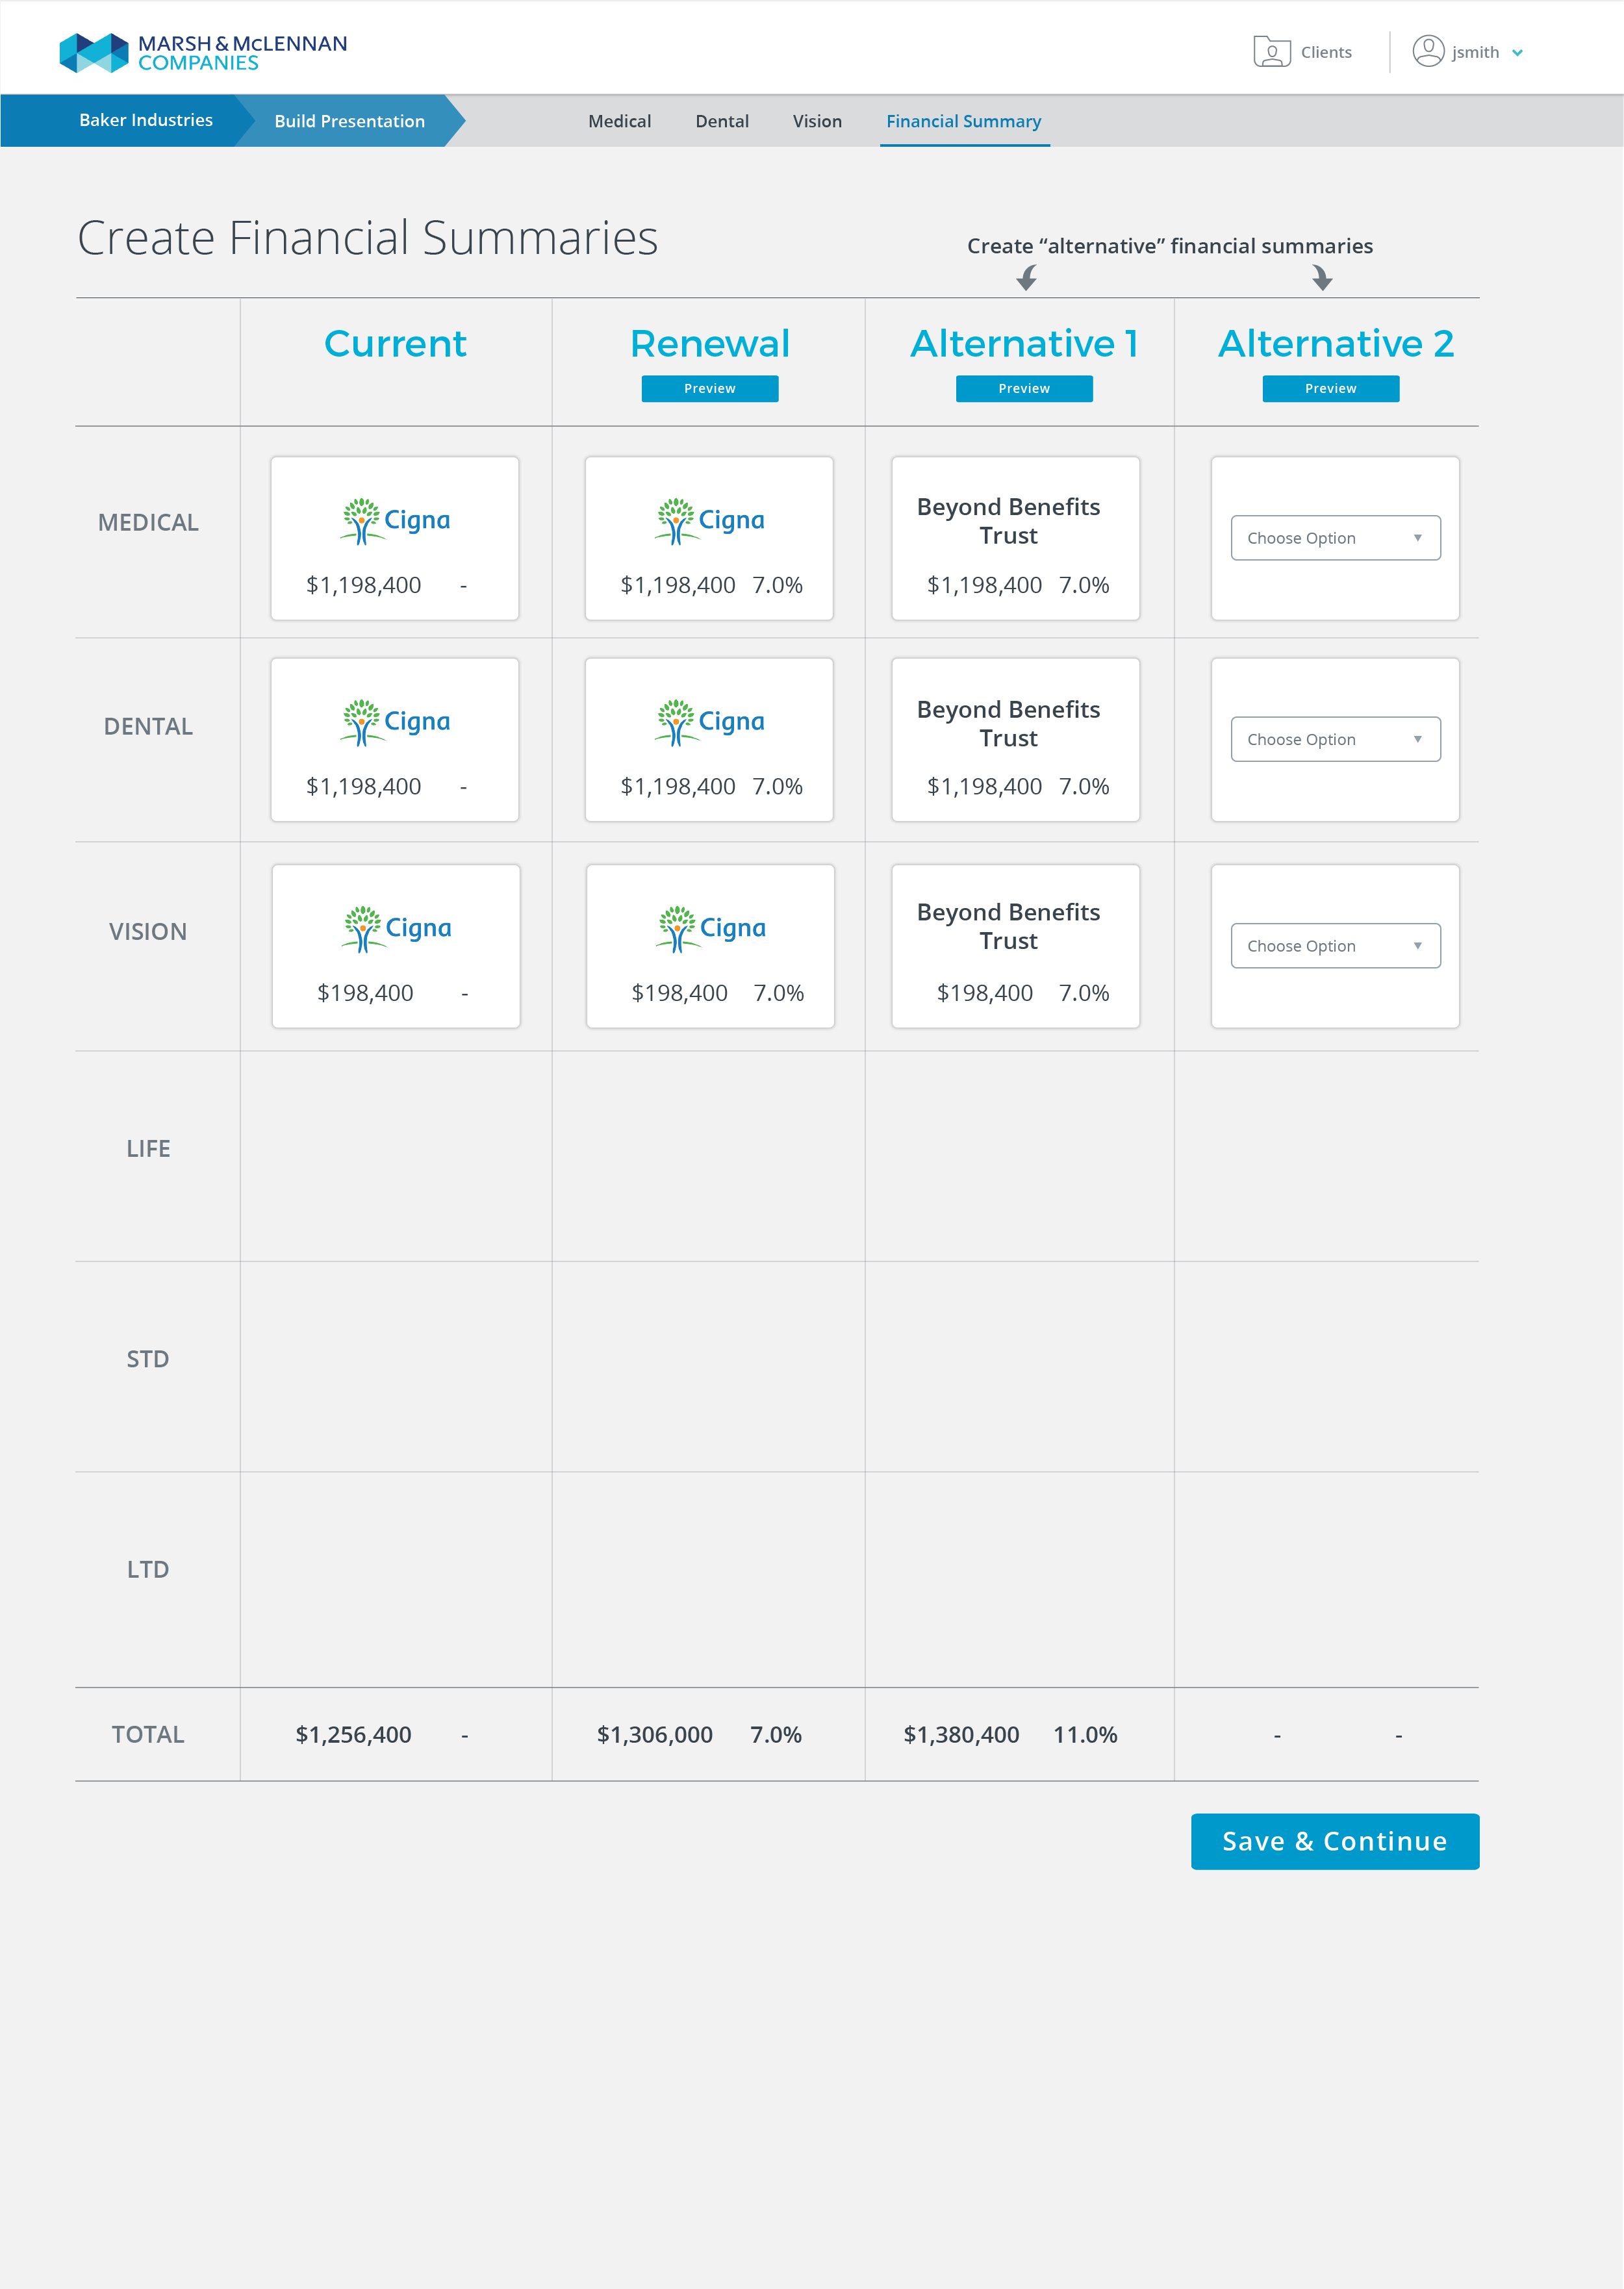 MARSH & McLENNAN
COMPANIES
Clients
jsmith
Baker Industries
Build Presentation
Medical
Dental
Vision
Financial Summary
Create Financial Summaries
Create “alternative” financial summaries
Current
Renewal
Alternative 1
Alternative 2
Preview
Preview
Preview
MEDICAL
Cigna
$1,198,400 -
Cigna
$1,198,400 7.0%
Beyond Benefits
Trust
$1,198,400 7.0%
Choose Option
DENTAL
Cigna
$1,198,400 -
Cigna
$1,198,400 7.0%
Beyond Benefits
Trust
$1,198,400 7.0%
Choose Option
VISION
Cigna
$198,400 -
Cigna
$198,400 7.0%
Beyond Benefits
Trust
$198,400 7.0%
Choose Option
LIFE
STD
LTD
TOTAL
$1,256,400 -
$1,306,000 7.0%
$1,380,400 11.0%
- -
Save & Continue